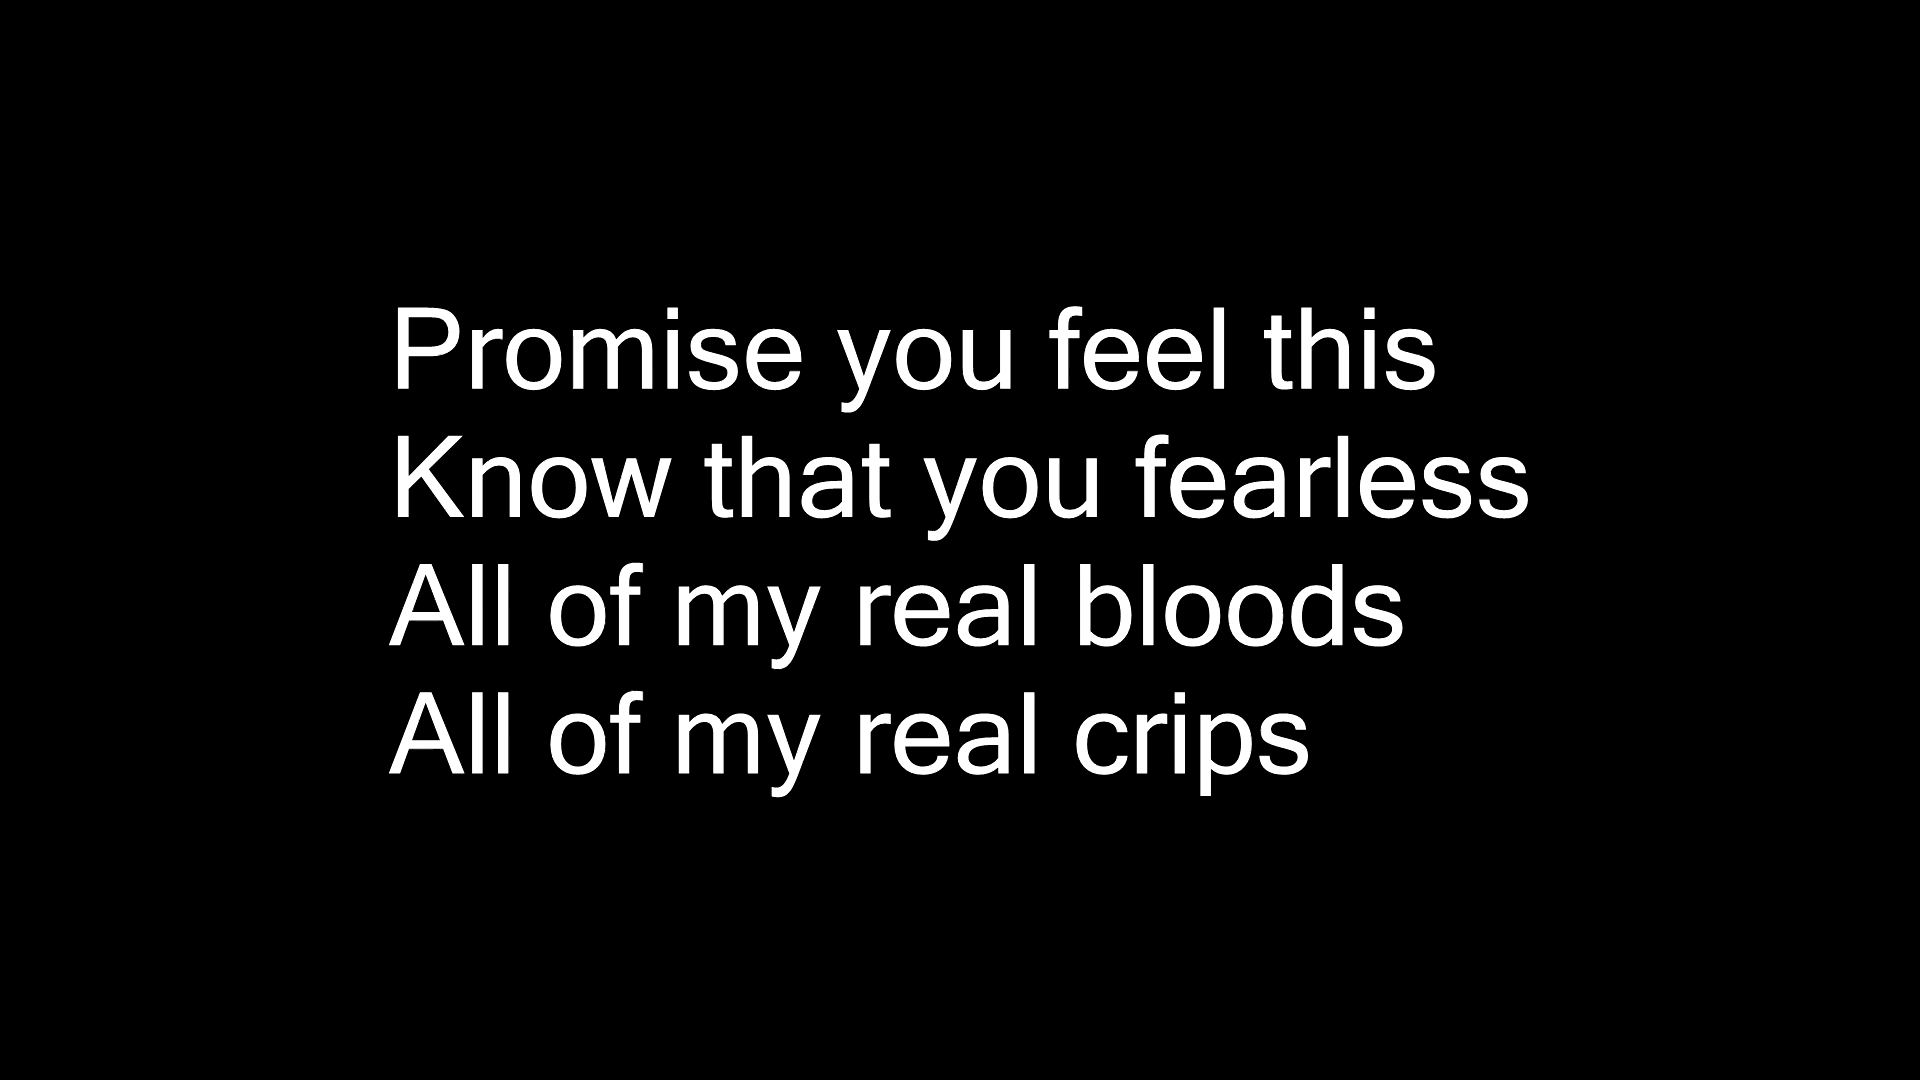 Promise you feel this
Know that you fearless
All of my real bloods
All of my real crips